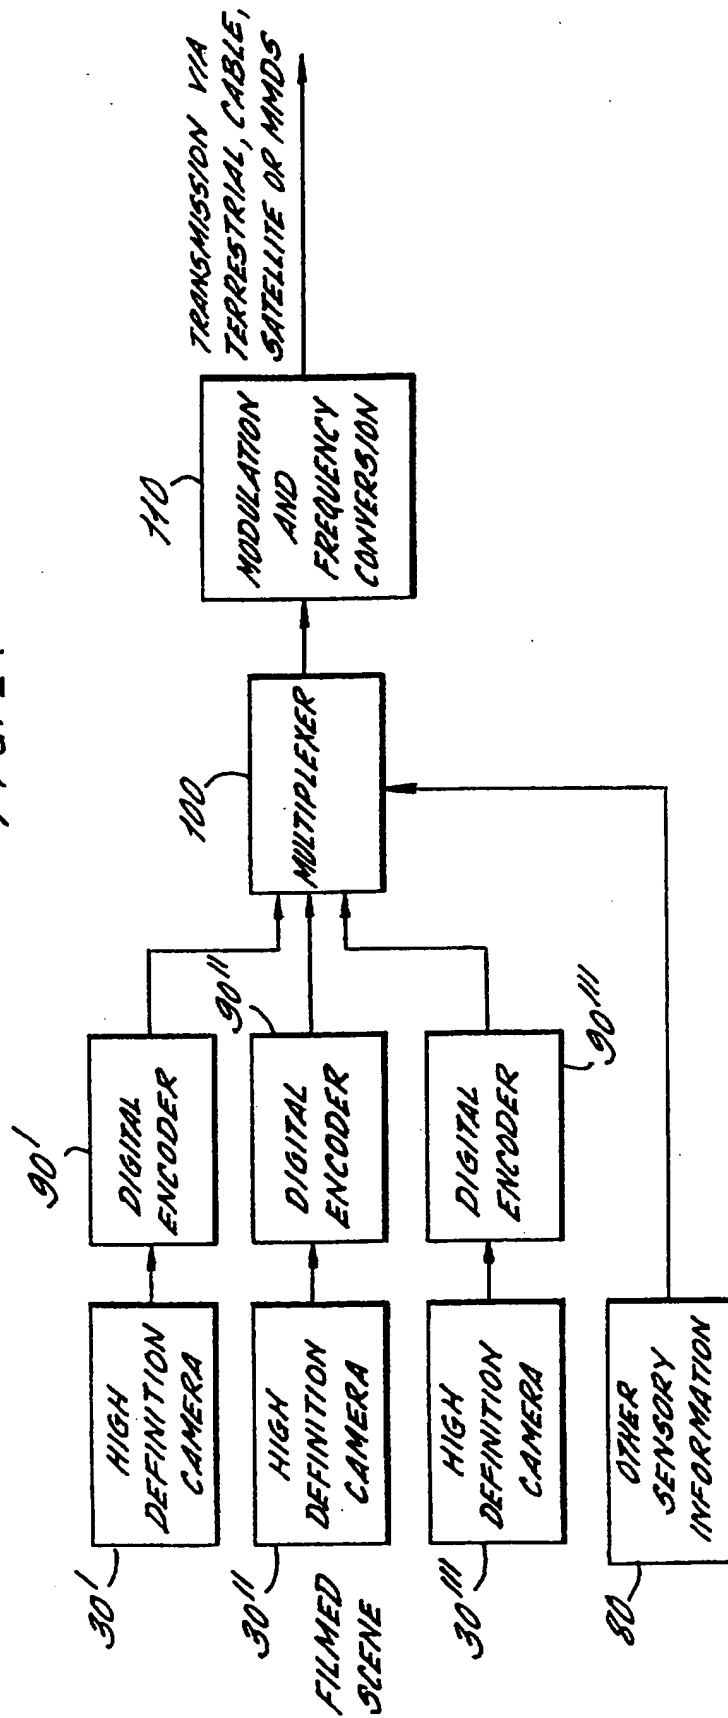 30'
HIGH
DEFINITION
CAMERA
90'
DIGITAL
ENCODER
30''
FILMED
SCENE
HIGH
DEFINITION
CAMERA
90''
DIGITAL
ENCODER
30'''
HIGH
DEFINITION
CAMERA
90'''
DIGITAL
ENCODER
80
OTHER
SENSORY
INFORMATION
100
MULTIPLEXER
110
MODULATION
AND
FREQUENCY
CONVERSION
TRANSMISSION VIA
TERRESTRIAL, CABLE,
SATELLITE OR MMDS